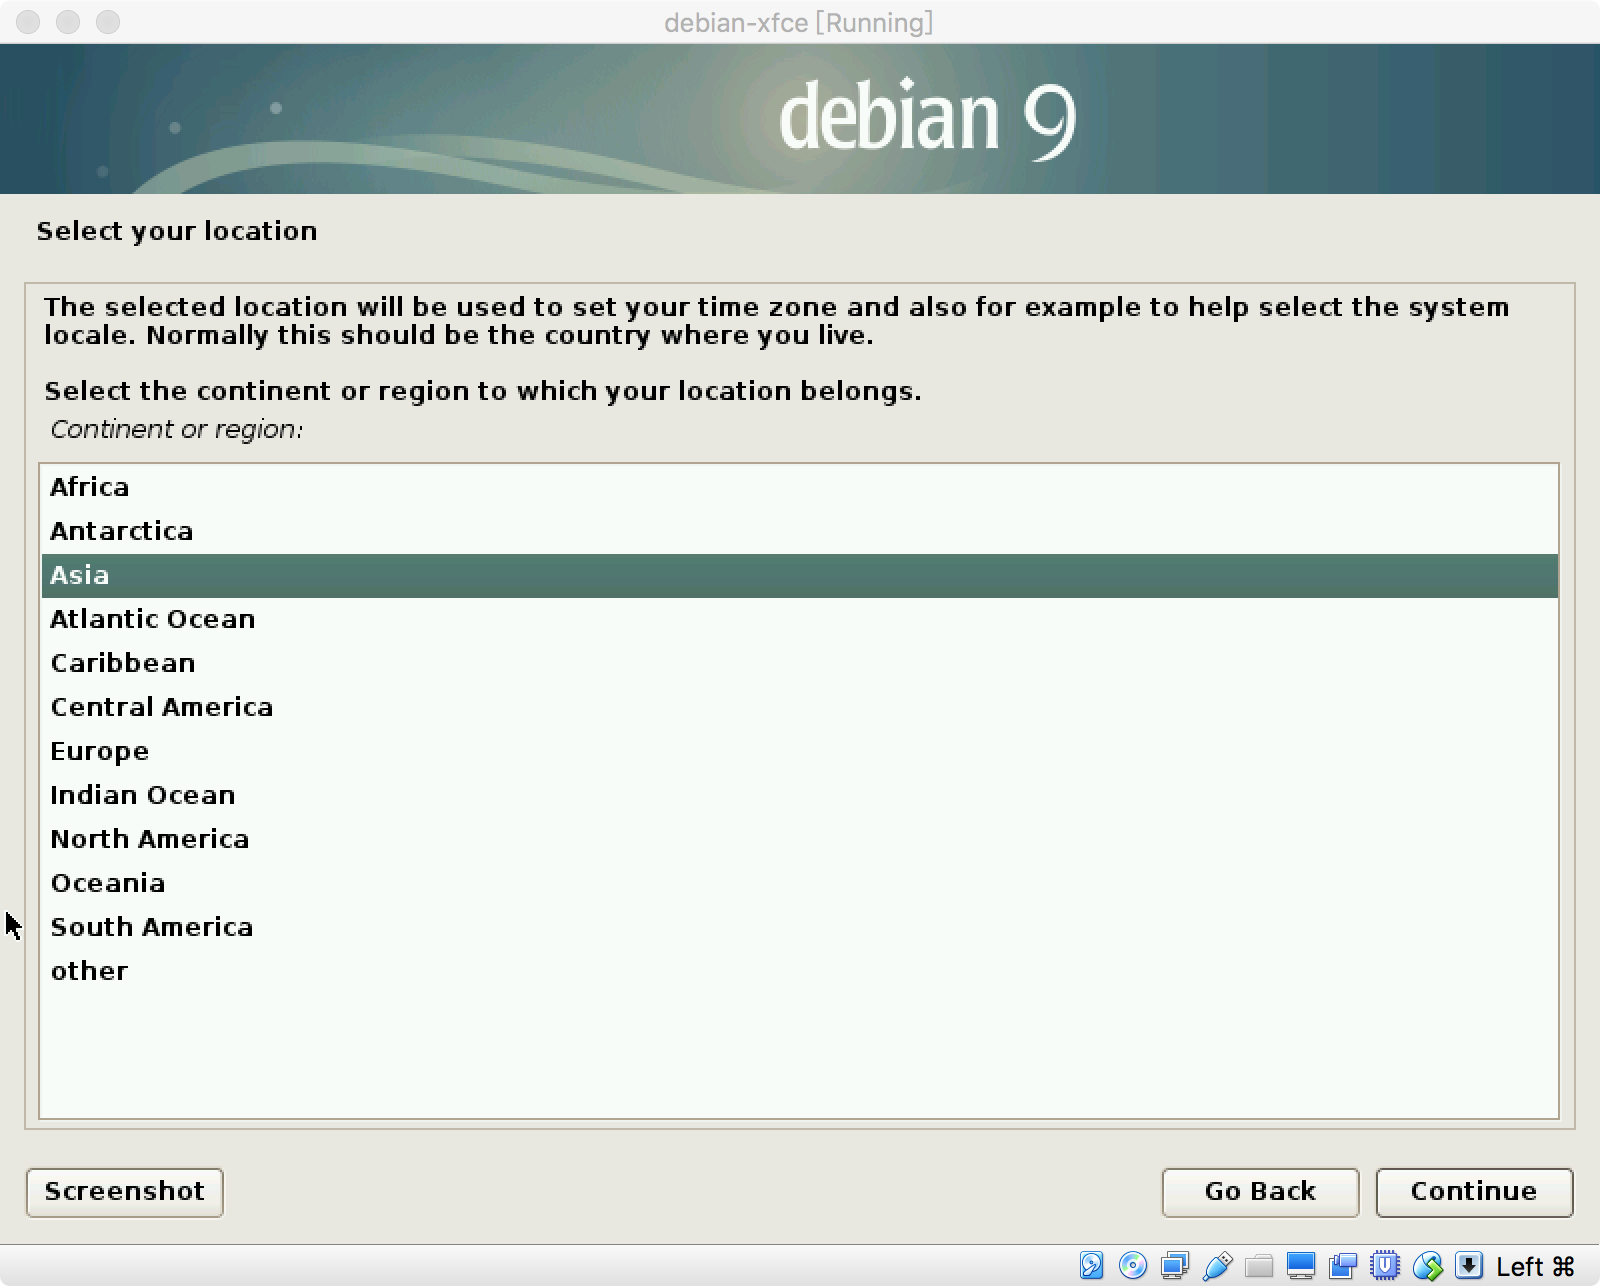 debian-xfce [Running]
debian 9
Select your location
The selected location will be used to set your time zone and also for example to help select the system
locale. Normally this should be the country where you live.
Select the continent or region to which your location belongs.
Continent or region:
Africa
Antarctica
Asia
Atlantic Ocean
Caribbean
Central America
Europe
Indian Ocean
North America
Oceania
South America
other
Screenshot
Go Back
Continue
Left ⌘